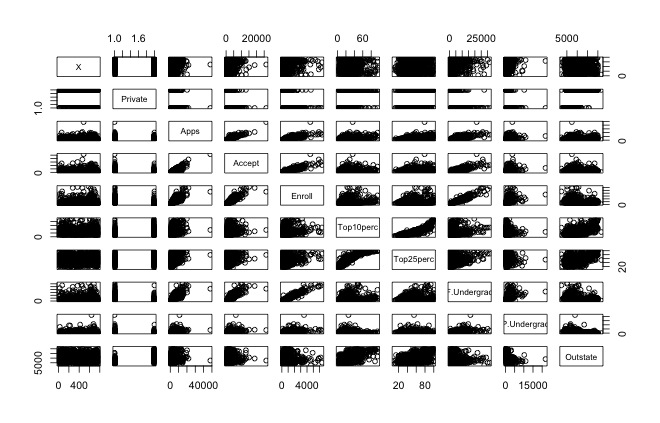 1.0 1.6 0 20000 0 60 0 25000 5000
X 0
1.0 Private
Apps 0
0 Accept
Enroll 0
0 Top10perc
Top25perc 20
0 F.Undergrad
P.Undergrad 0
5000 Outstate
0 400 0 40000 0 4000 20 80 0 15000